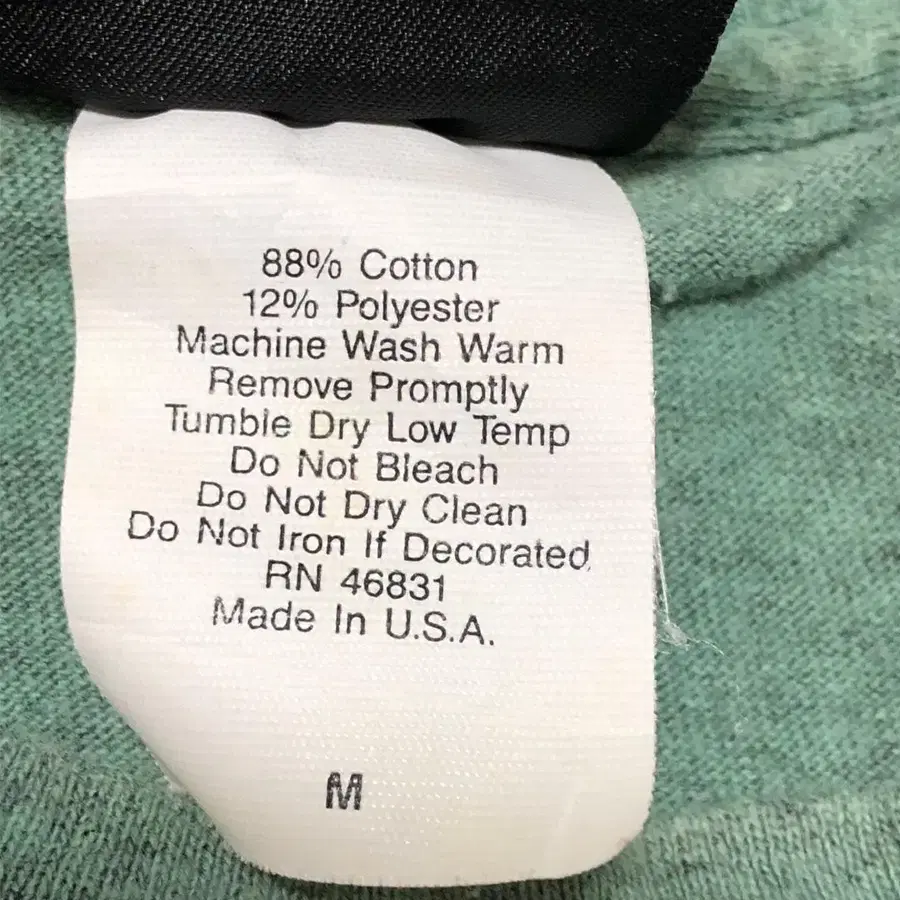 88% Cotton
12% Polyester
Machine Wash Warm
Remove Promptly
Tumble Dry Low Temp
Do Not Bleach
Do Not Dry Clean
Do Not Iron If Decorated
RN 46831
Made In U.S.A.
M